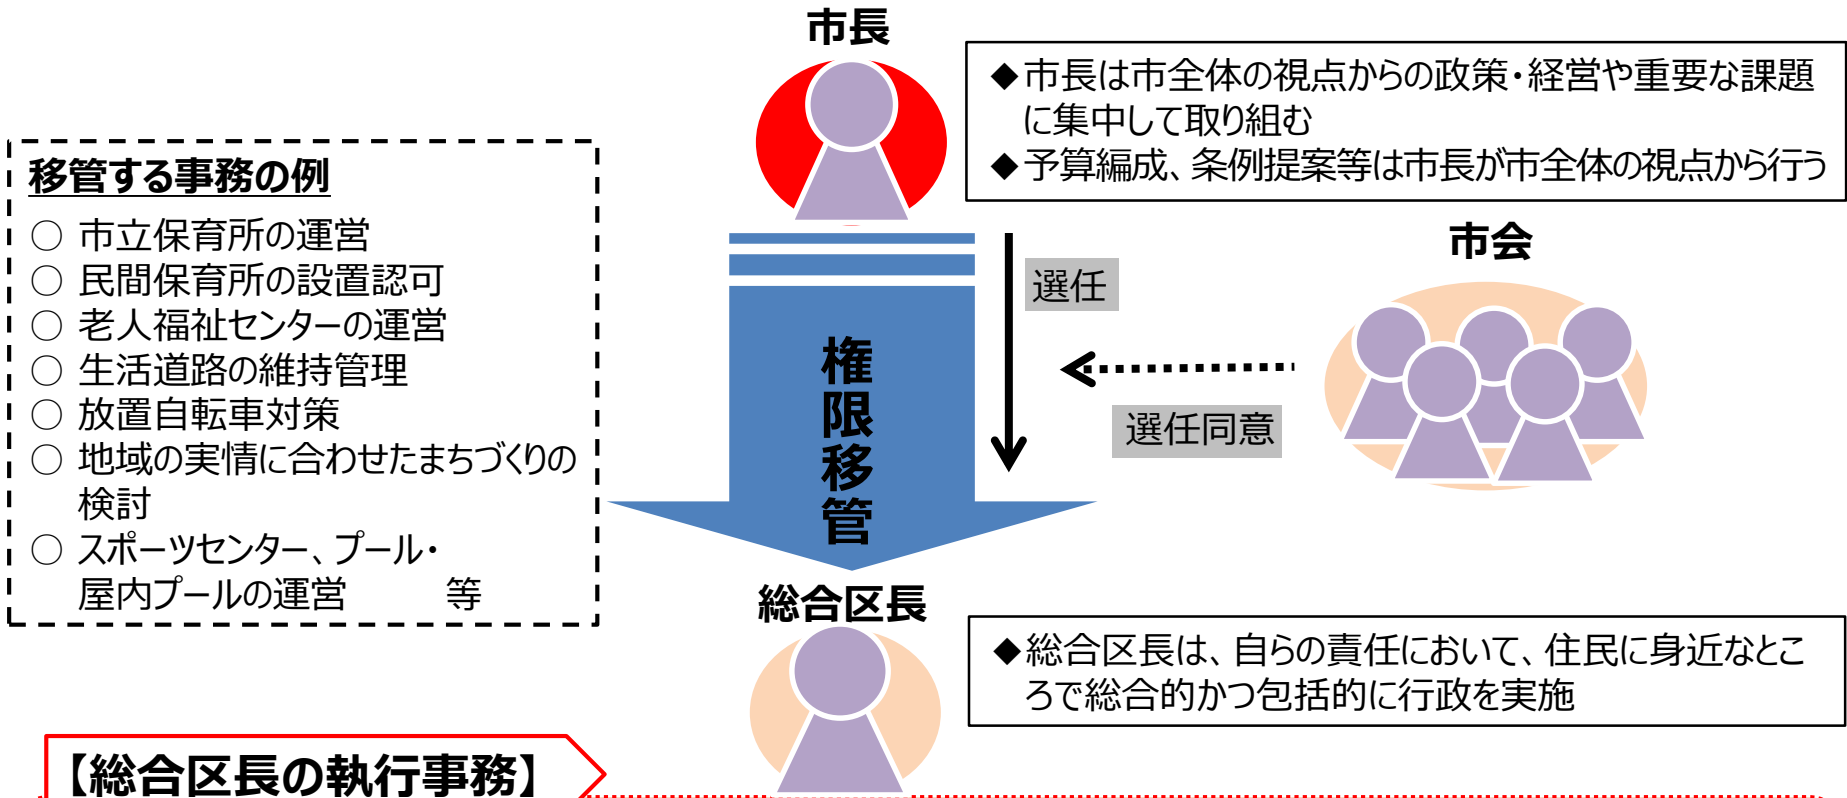 市長
◆市長は市全体の視点からの政策・経営や重要な課題
に集中して取り組む
◆予算編成、条例提案等は市長が市全体の視点から行う
移管する事務の例
○ 市立保育所の運営
○ 民間保育所の設置認可
○ 老人福祉センターの運営
○ 生活道路の維持管理
○ 放置自転車対策
○ 地域の実情に合わせたまちづくりの
検討
○ スポーツセンター、プール・
屋内プールの運営　　等
選任
市会
選任同意
権限移管
総合区長
◆総合区長は、自らの責任において、住民に身近なとこ
ろで総合的かつ包括的に行政を実施
【総合区長の執行事務】